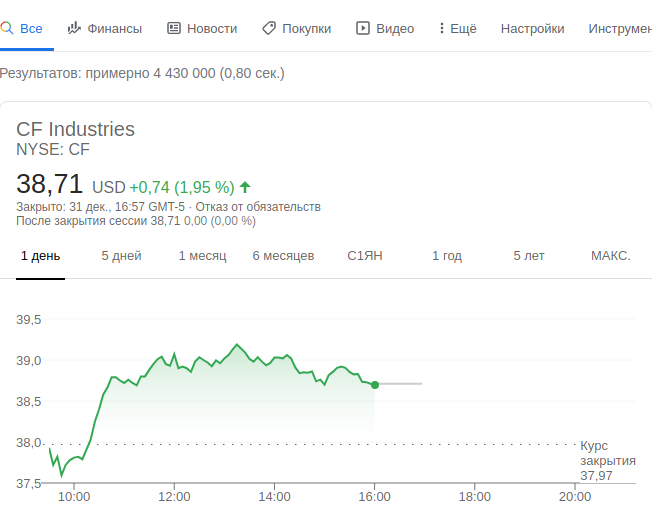 Все Финансы Новости Покупки Видео Ещё Настройки Инструмен
Результатов: примерно 4 430 000 (0,80 сек.)
CF Industries
NYSE: CF
38,71 USD +0,74 (1,95 %)
Закрыто: 31 дек., 16:57 GMT-5 · Отказ от обязательств
После закрытия сессии 38,71 0,00 (0,00 %)
1 день 5 дней 1 месяц 6 месяцев С1ЯН 1 год 5 лет МАКС.
39,5
39,0
38,5
38,0
Курс
закрытия
37,97
37,5
10:00 12:00 14:00 16:00 18:00 20:00